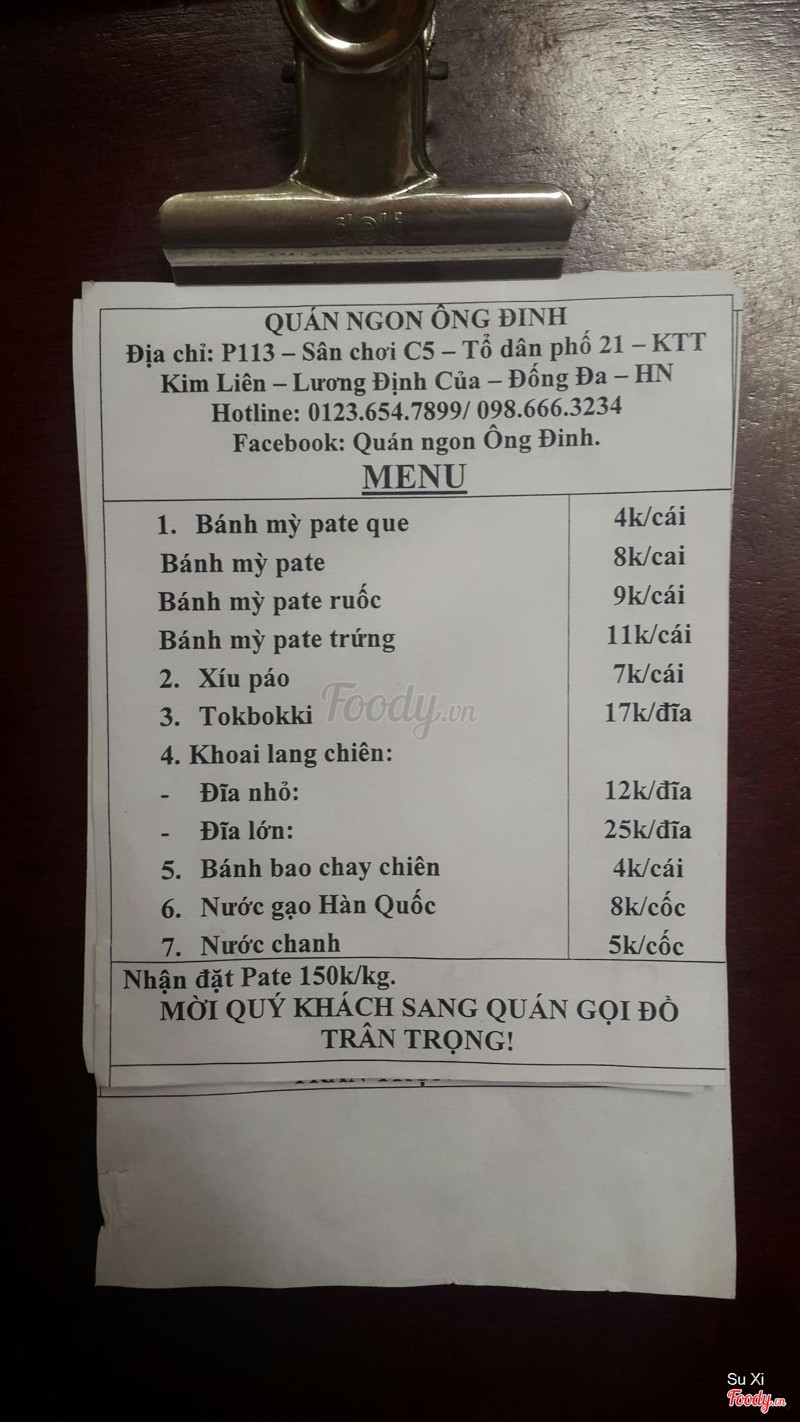 deli
QUÁN NGON ÔNG ĐINH
Địa chỉ: P113 – Sân chơi C5 – Tổ dân phố 21 – KTT
Kim Liên – Lương Định Của – Đống Đa – HN
Hotline: 0123.654.7899/ 098.666.3234
Facebook: Quán ngon Ông Đinh.
MENU
1. Bánh mỳ pate que 4k/cái
Bánh mỳ pate 8k/cai
Bánh mỳ pate ruốc 9k/cái
Bánh mỳ pate trứng 11k/cái
2. Xíu páo 7k/cái
3. Tokbokki 17k/đĩa
Foody.vn
4. Khoai lang chiên:
- Đĩa nhỏ: 12k/đĩa
- Đĩa lớn: 25k/đĩa
5. Bánh bao chay chiên 4k/cái
6. Nước gạo Hàn Quốc 8k/cốc
7. Nước chanh 5k/cốc
Nhận đặt Pate 150k/kg.
MỜI QUÝ KHÁCH SANG QUÁN GỌI ĐỒ
TRÂN TRỌNG!
Su Xi
Foody.vn